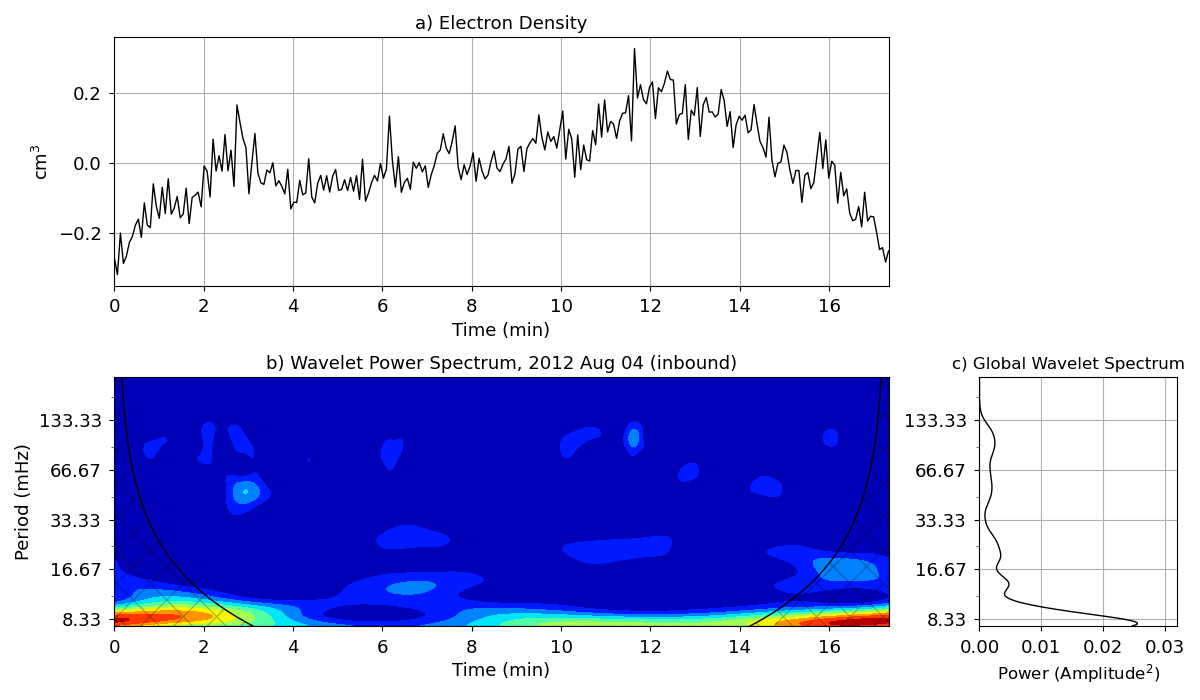 a) Electron Density
0.2
0.0
−0.2
cm³
0 2 4 6 8 10 12 14 16
Time (min)
b) Wavelet Power Spectrum, 2012 Aug 04 (inbound)
133.33
66.67
33.33
16.67
8.33
Period (mHz)
0 2 4 6 8 10 12 14 16
Time (min)
c) Global Wavelet Spectrum
133.33
66.67
33.33
16.67
8.33
0.00 0.01 0.02 0.03
Power (Amplitude²)